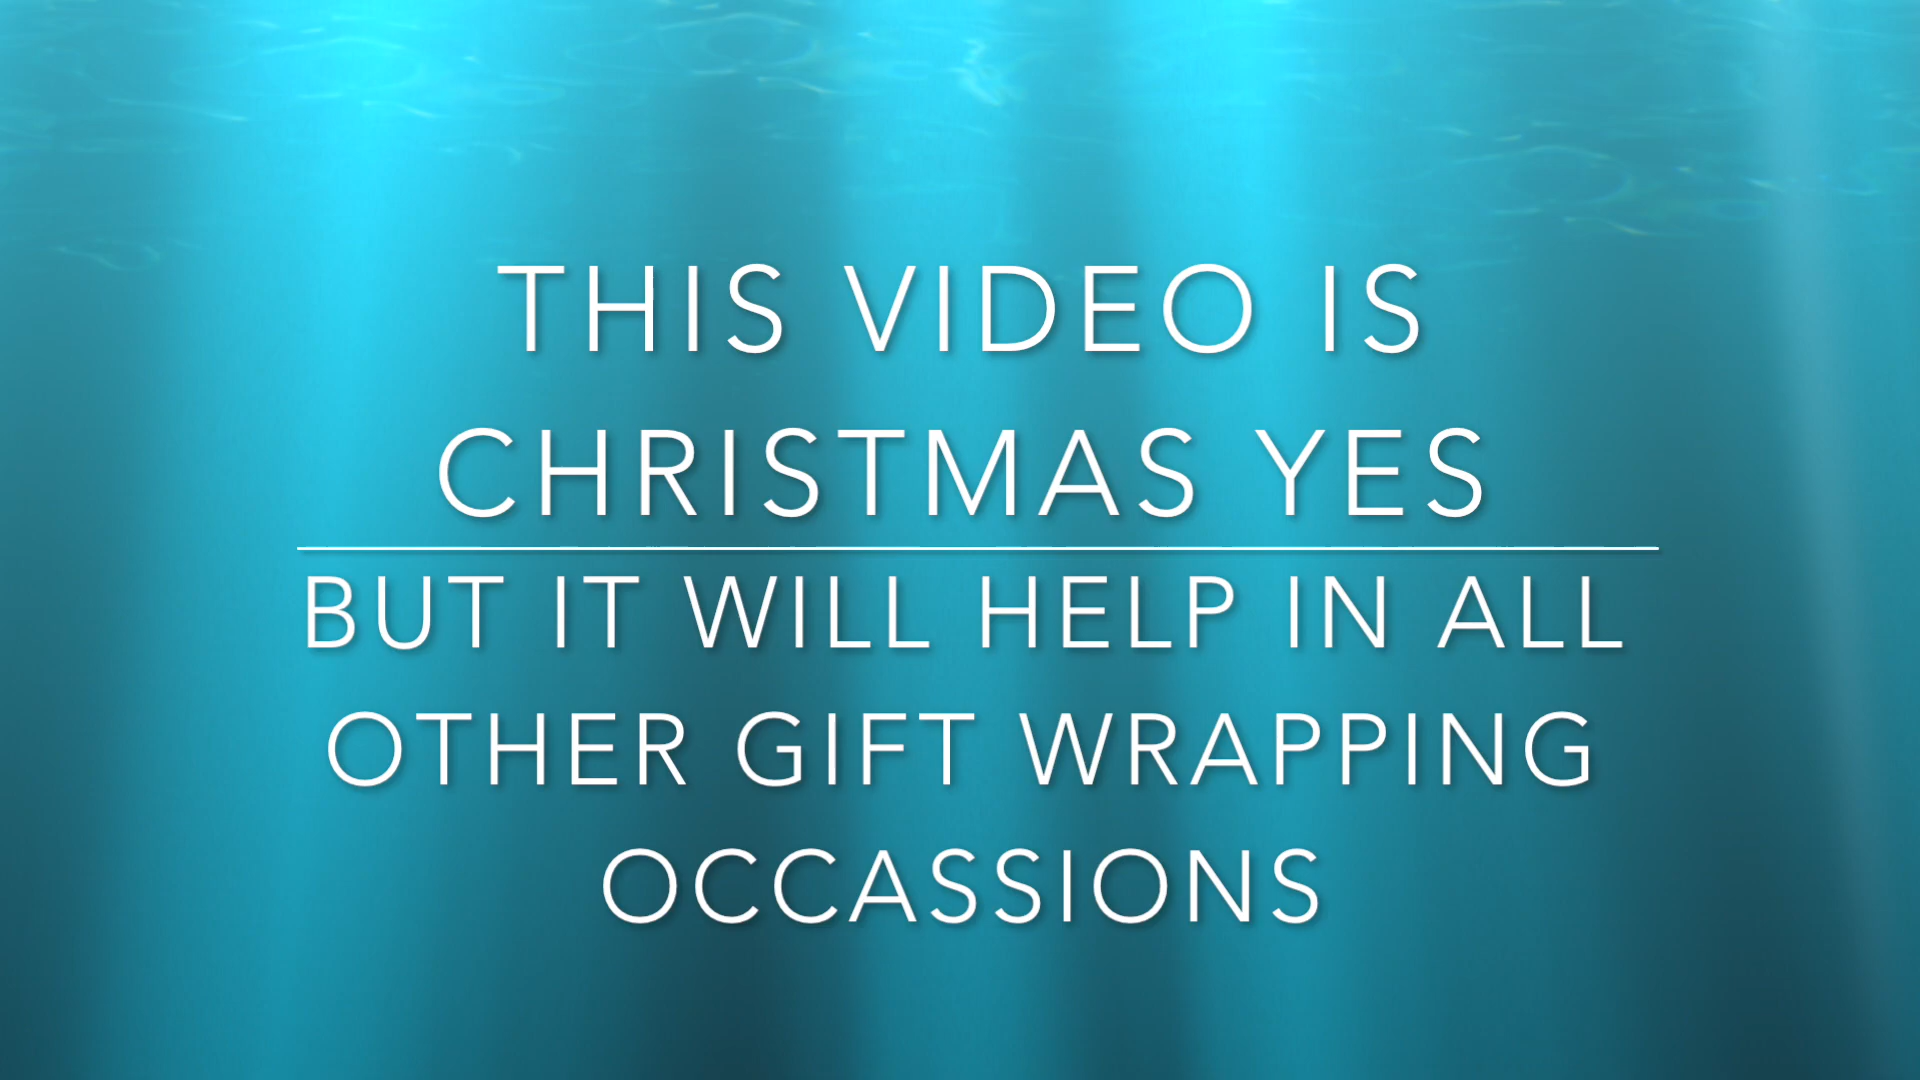 THIS VIDEO IS
CHRISTMAS YES
BUT IT WILL HELP IN ALL
OTHER GIFT WRAPPING
OCCASSIONS